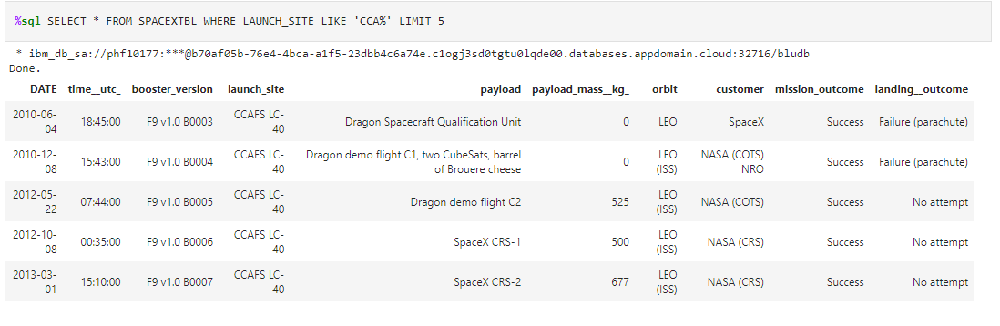 %sql SELECT * FROM SPACEXTBL WHERE LAUNCH_SITE LIKE 'CCA%' LIMIT 5
* ibm_db_sa://phf10177:***@b70af05b-76e4-4bca-a1f5-23dbb4c6a74e.c1ogj3sd0tgtu0lqde00.databases.appdomain.cloud:32716/bludb
Done.
DATE time__utc_ booster_version launch_site payload payload_mass__kg_ orbit customer mission_outcome landing__outcome
2010-06-04 18:45:00 F9 v1.0 B0003 CCAFS LC-40 Dragon Spacecraft Qualification Unit 0 LEO SpaceX Success Failure (parachute)
2010-12-08 15:43:00 F9 v1.0 B0004 CCAFS LC-40 Dragon demo flight C1, two CubeSats, barrel of Brouere cheese 0 LEO (ISS) NASA (COTS) NRO Success Failure (parachute)
2012-05-22 07:44:00 F9 v1.0 B0005 CCAFS LC-40 Dragon demo flight C2 525 LEO (ISS) NASA (COTS) Success No attempt
2012-10-08 00:35:00 F9 v1.0 B0006 CCAFS LC-40 SpaceX CRS-1 500 LEO (ISS) NASA (CRS) Success No attempt
2013-03-01 15:10:00 F9 v1.0 B0007 CCAFS LC-40 SpaceX CRS-2 677 LEO (ISS) NASA (CRS) Success No attempt